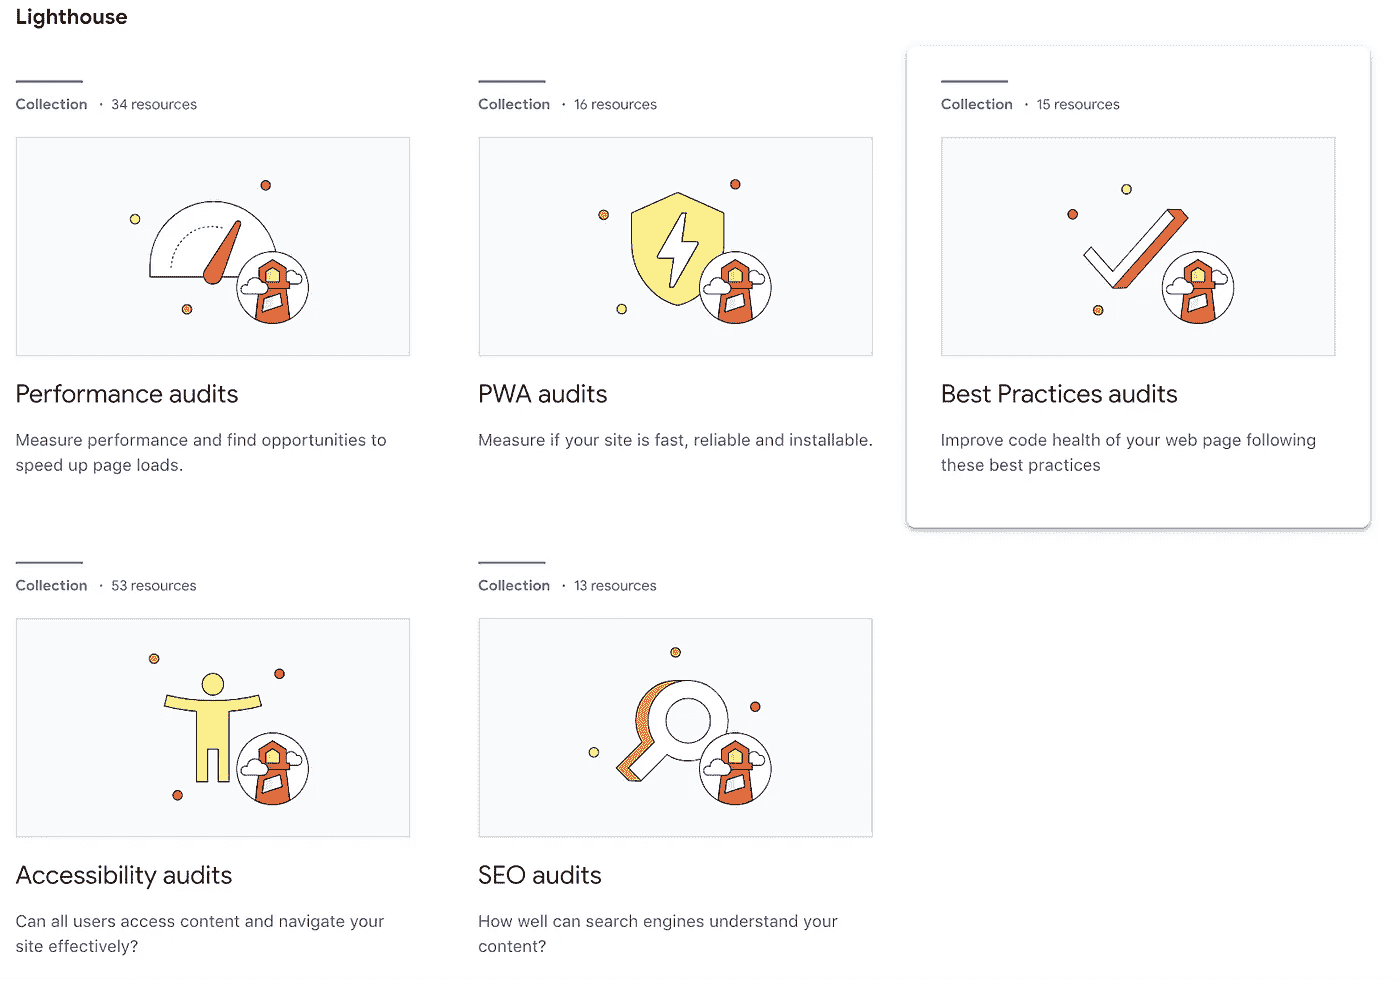 Lighthouse
Collection · 34 resources
Performance audits
Measure performance and find opportunities to
speed up page loads.
Collection · 16 resources
PWA audits
Measure if your site is fast, reliable and installable.
Collection · 15 resources
Best Practices audits
Improve code health of your web page following
these best practices
Collection · 53 resources
Accessibility audits
Can all users access content and navigate your
site effectively?
Collection · 13 resources
SEO audits
How well can search engines understand your
content?